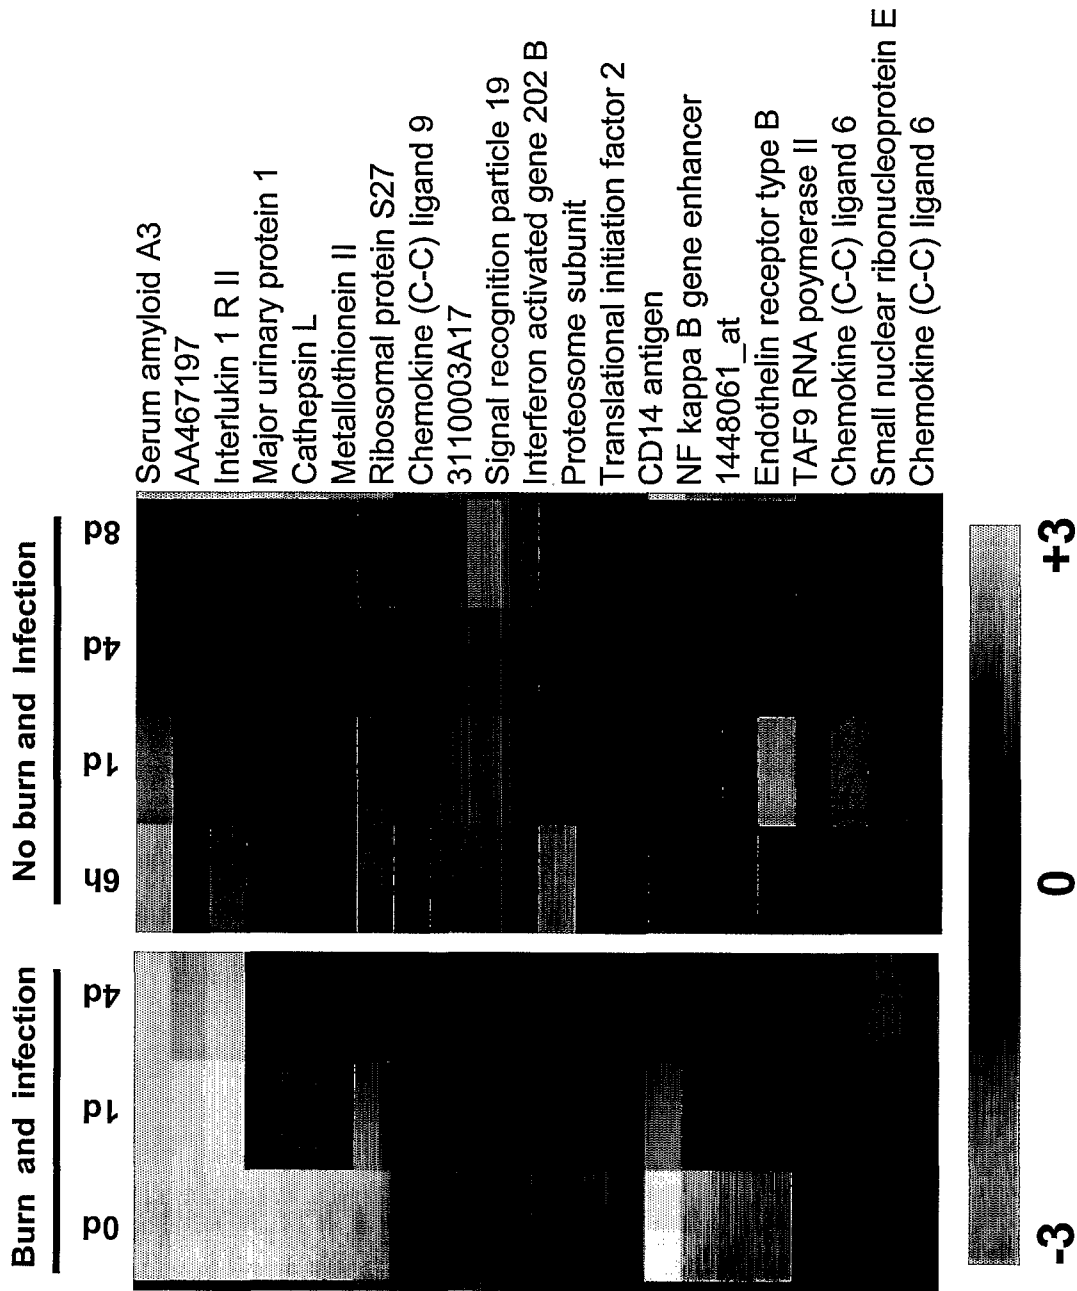 Burn and infection
No burn and Infection
0d
1d
4d
6h
1d
4d
8d
Serum amyloid A3
AA467197
Interlukin 1 R II
Major urinary protein 1
Cathepsin L
Metallothionein II
Ribosomal protein S27
Chemokine (C-C) ligand 9
3110003A17
Signal recognition particle 19
Interferon activated gene 202 B
Proteosome subunit
Translational initiation factor 2
CD14 antigen
NF kappa B gene enhancer
1448061_at
Endothelin receptor type B
TAF9 RNA poymerase II
Chemokine (C-C) ligand 6
Small nuclear ribonucleoprotein E
Chemokine (C-C) ligand 6
-3
0
+3